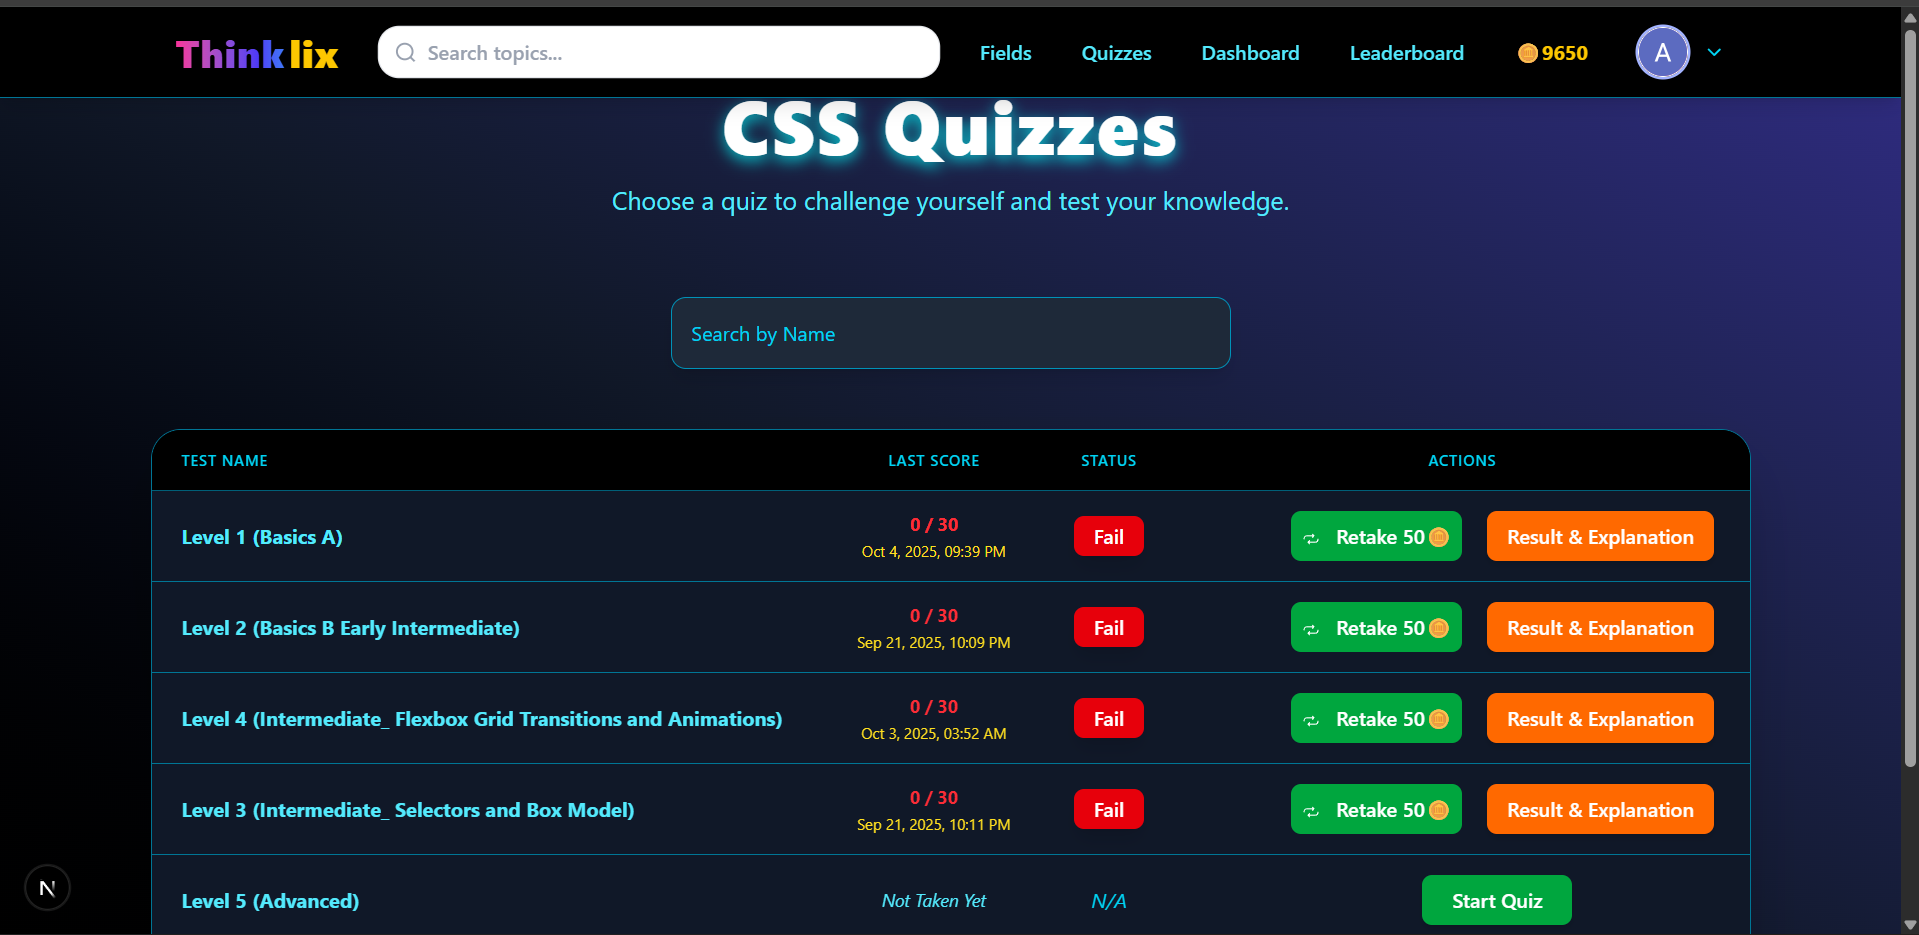 Thinklix
Search topics...
Fields
Quizzes
Dashboard
Leaderboard
9650
A
CSS Quizzes
Choose a quiz to challenge yourself and test your knowledge.
Search by Name
TEST NAME LAST SCORE STATUS ACTIONS
Level 1 (Basics A)
0 / 30
Oct 4, 2025, 09:39 PM
Fail
Retake 50
Result & Explanation
Level 2 (Basics B Early Intermediate)
0 / 30
Sep 21, 2025, 10:09 PM
Fail
Retake 50
Result & Explanation
Level 4 (Intermediate_ Flexbox Grid Transitions and Animations)
0 / 30
Oct 3, 2025, 03:52 AM
Fail
Retake 50
Result & Explanation
Level 3 (Intermediate_ Selectors and Box Model)
0 / 30
Sep 21, 2025, 10:11 PM
Fail
Retake 50
Result & Explanation
Level 5 (Advanced)
Not Taken Yet
N/A
Start Quiz
N